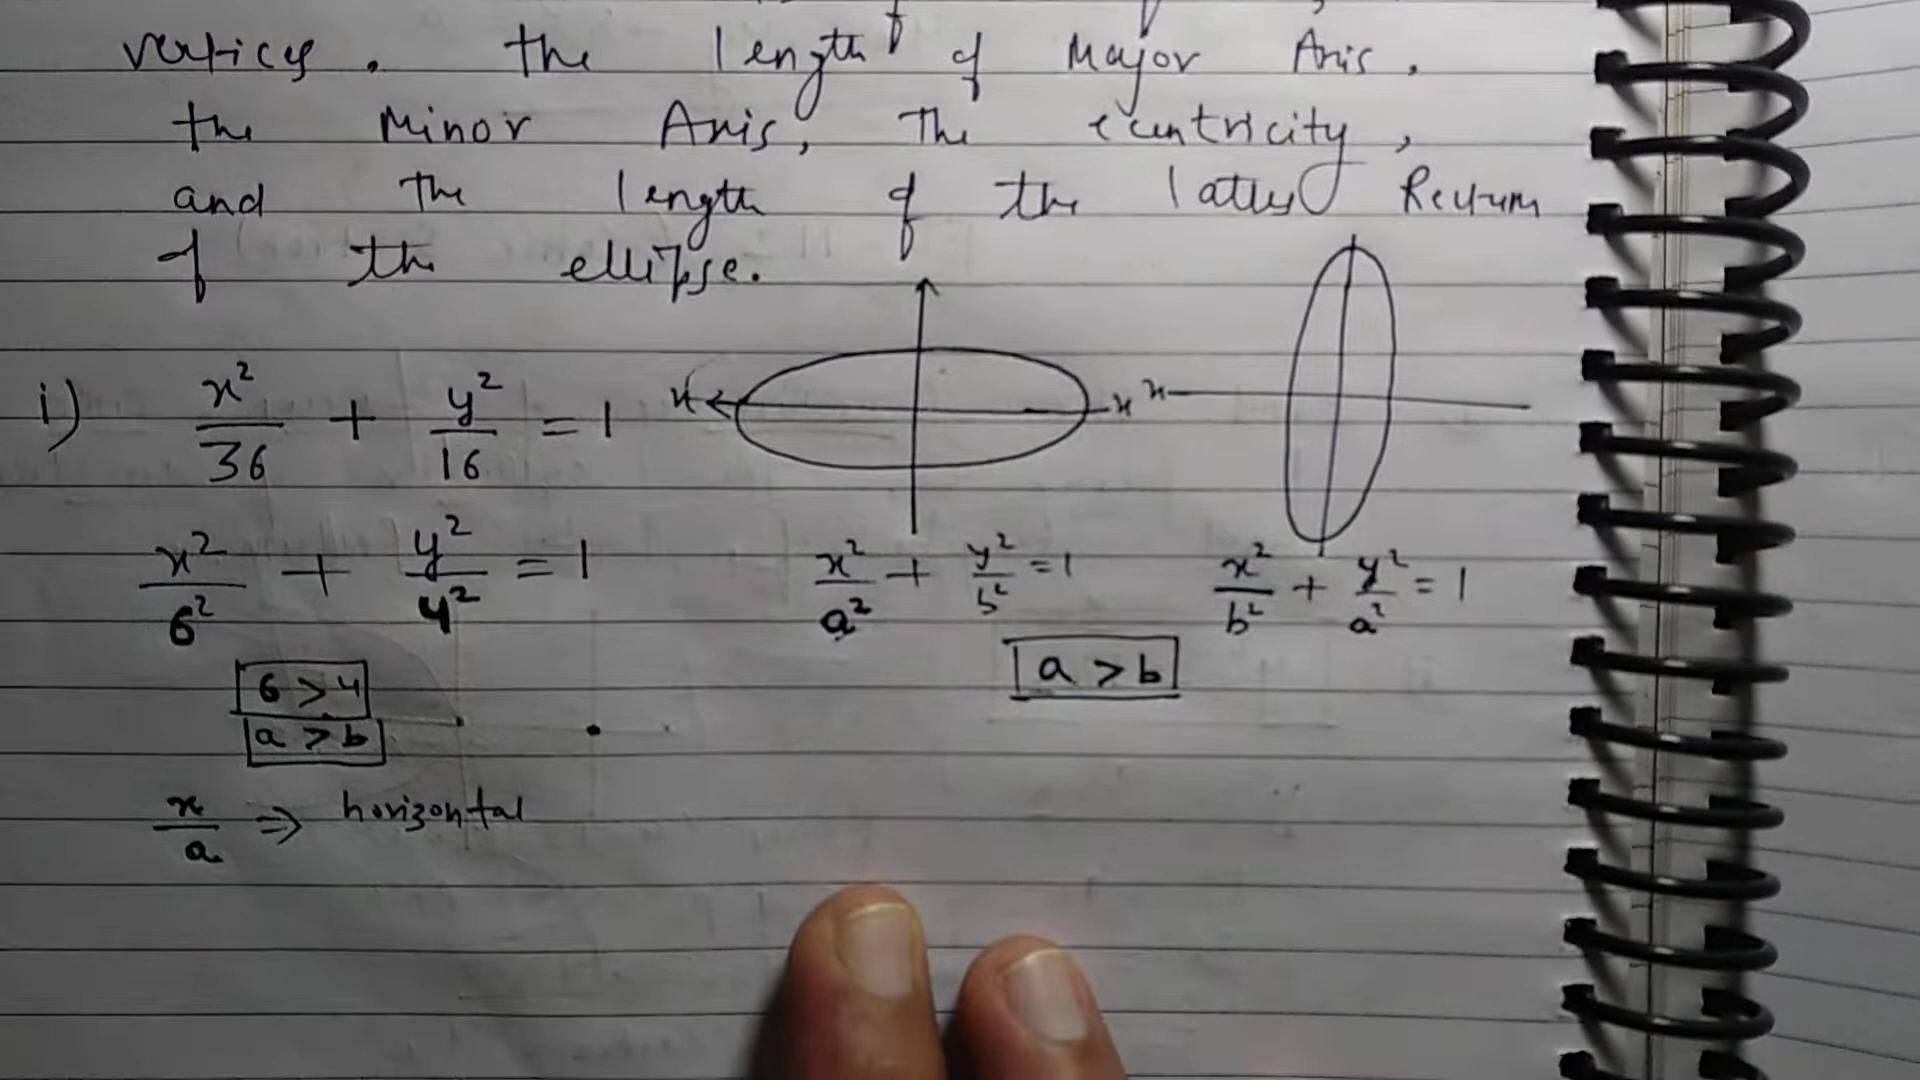 vertices. the length of Major Axis.
the Minor Axis, The eccentricity,
and the length of the lattus Rectum
of the ellipse.
i) x²/36 + y²/16 = 1
x x x
x²/6² + y²/4² = 1
x²/a² + y²/b² = 1
x²/b² + y²/a² = 1
6 > 4
a > b
a > b
x/a ⇒ horizontal